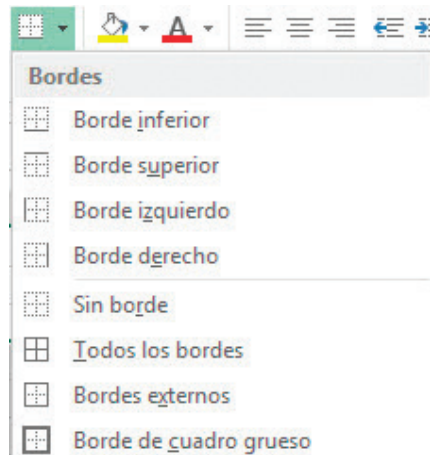 A
Bordes
Borde inferior
Borde superior
Borde izquierdo
Borde derecho
Sin borde
Todos los bordes
Bordes externos
Borde de cuadro grueso